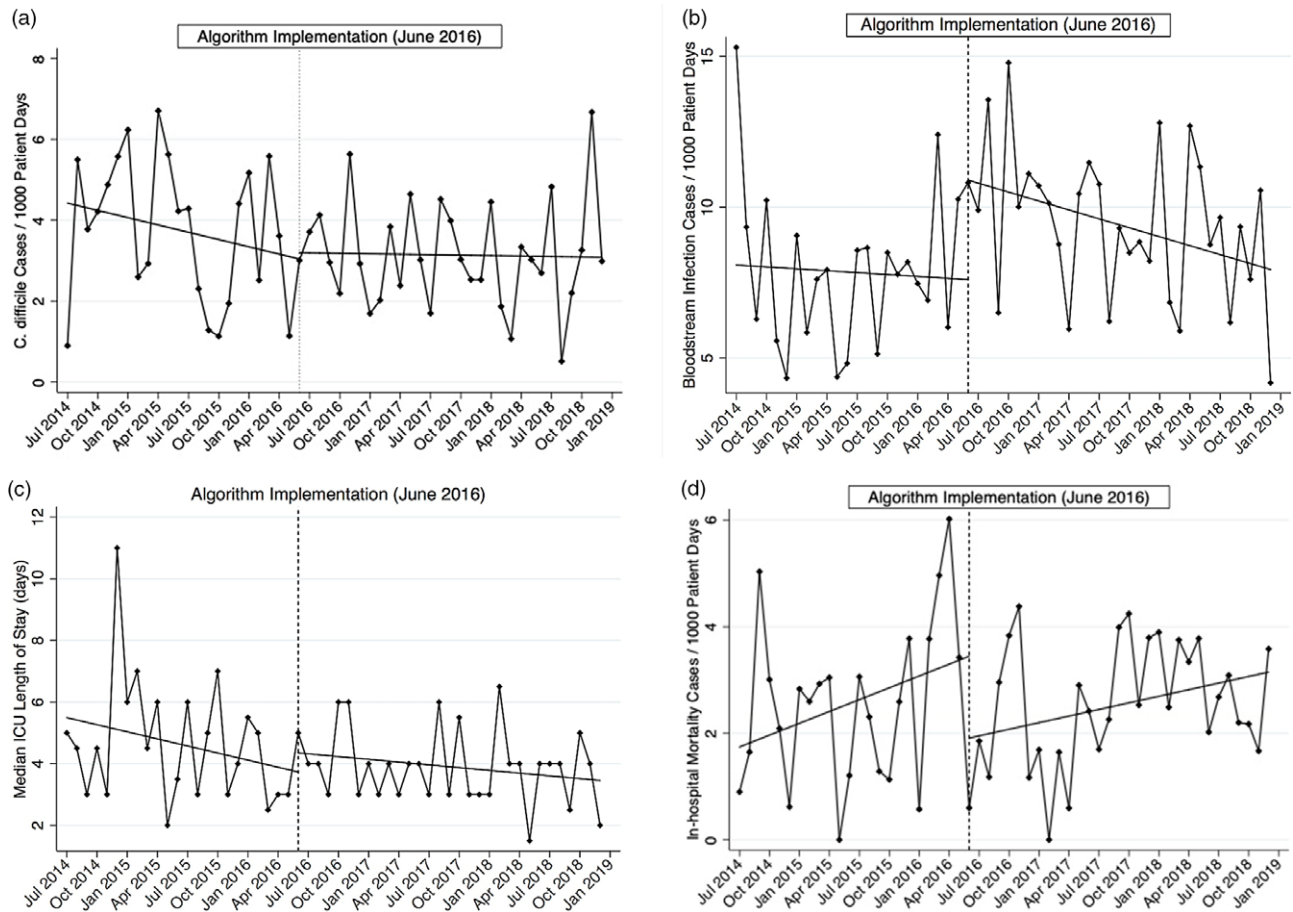 (a)
Algorithm Implementation (June 2016)
C. difficile Cases / 1000 Patient Days
8
6
4
2
0
Jul 2014
Oct 2014
Jan 2015
Apr 2015
Jul 2015
Oct 2015
Jan 2016
Apr 2016
Jul 2016
Oct 2016
Jan 2017
Apr 2017
Jul 2017
Oct 2017
Jan 2018
Apr 2018
Jul 2018
Oct 2018
Jan 2019
(b)
Algorithm Implementation (June 2016)
Bloodstream Infection Cases / 1000 Patient Days
15
10
5
Jul 2014
Oct 2014
Jan 2015
Apr 2015
Jul 2015
Oct 2015
Jan 2016
Apr 2016
Jul 2016
Oct 2016
Jan 2017
Apr 2017
Jul 2017
Oct 2017
Jan 2018
Apr 2018
Jul 2018
Oct 2018
Jan 2019
(c)
Algorithm Implementation (June 2016)
Median ICU Length of Stay (days)
12
10
8
6
4
2
Jul 2014
Oct 2014
Jan 2015
Apr 2015
Jul 2015
Oct 2015
Jan 2016
Apr 2016
Jul 2016
Oct 2016
Jan 2017
Apr 2017
Jul 2017
Oct 2017
Jan 2018
Apr 2018
Jul 2018
Oct 2018
Jan 2019
(d)
Algorithm Implementation (June 2016)
In-hospital Mortality Cases / 1000 Patient Days
6
4
2
0
Jul 2014
Oct 2014
Jan 2015
Apr 2015
Jul 2015
Oct 2015
Jan 2016
Apr 2016
Jul 2016
Oct 2016
Jan 2017
Apr 2017
Jul 2019
Oct 2017
Jan 2018
Apr 2018
Jul 2018
Oct 2018
Jan 2019